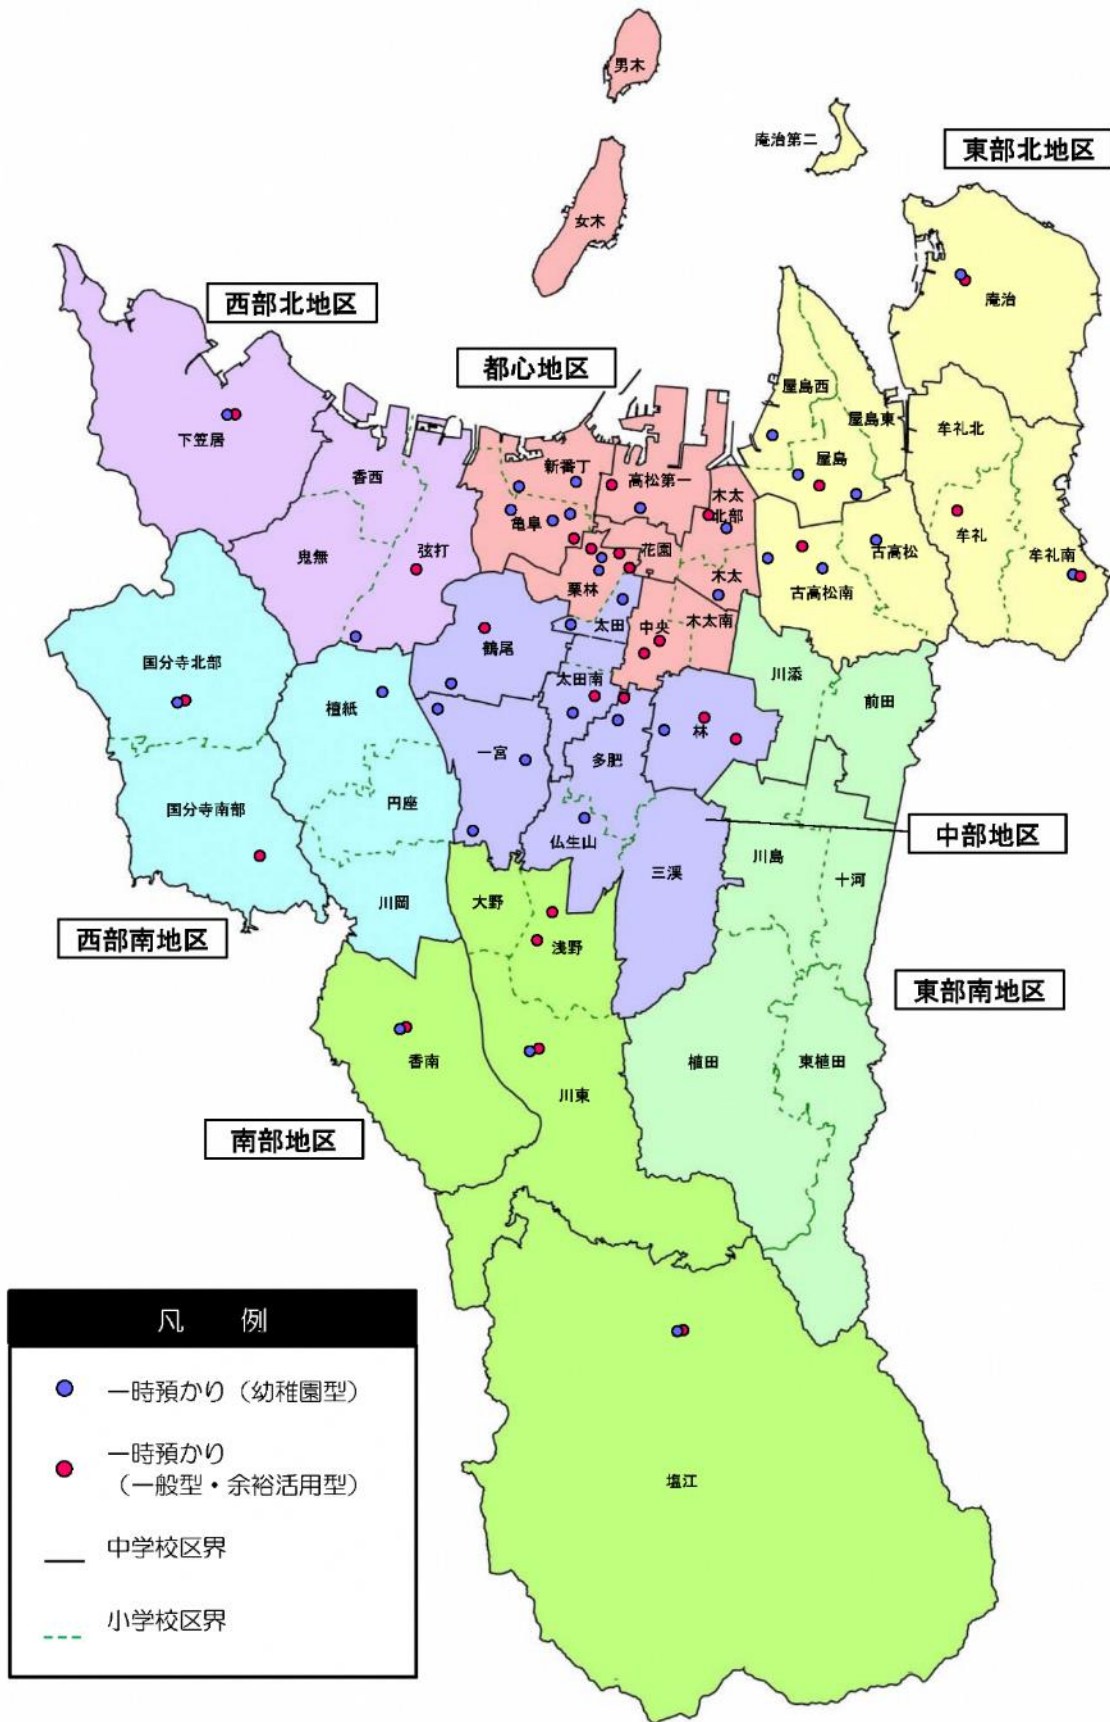 男木
庵治第二
東部北地区
女木
西部北地区
庵治
都心地区
屋島西
屋島東
牟礼北
下笠居
新番丁
高松第一
屋島
香西
木太
北部
亀阜
牟礼
鬼無
弦打
花園
古高松
牟礼南
栗林
木太
古高松南
太田
中央
木太南
鶴尾
国分寺北部
川添
太田南
前田
檀紙
林
一宮
多肥
円座
国分寺南部
中部地区
仏生山
川島
三渓
十河
川岡
大野
西部南地区
浅野
東部南地区
香南
植田
東植田
川東
南部地区
凡 例
一時預かり（幼稚園型）
一時預かり
（一般型・余裕活用型）
塩江
中学校区界
小学校区界